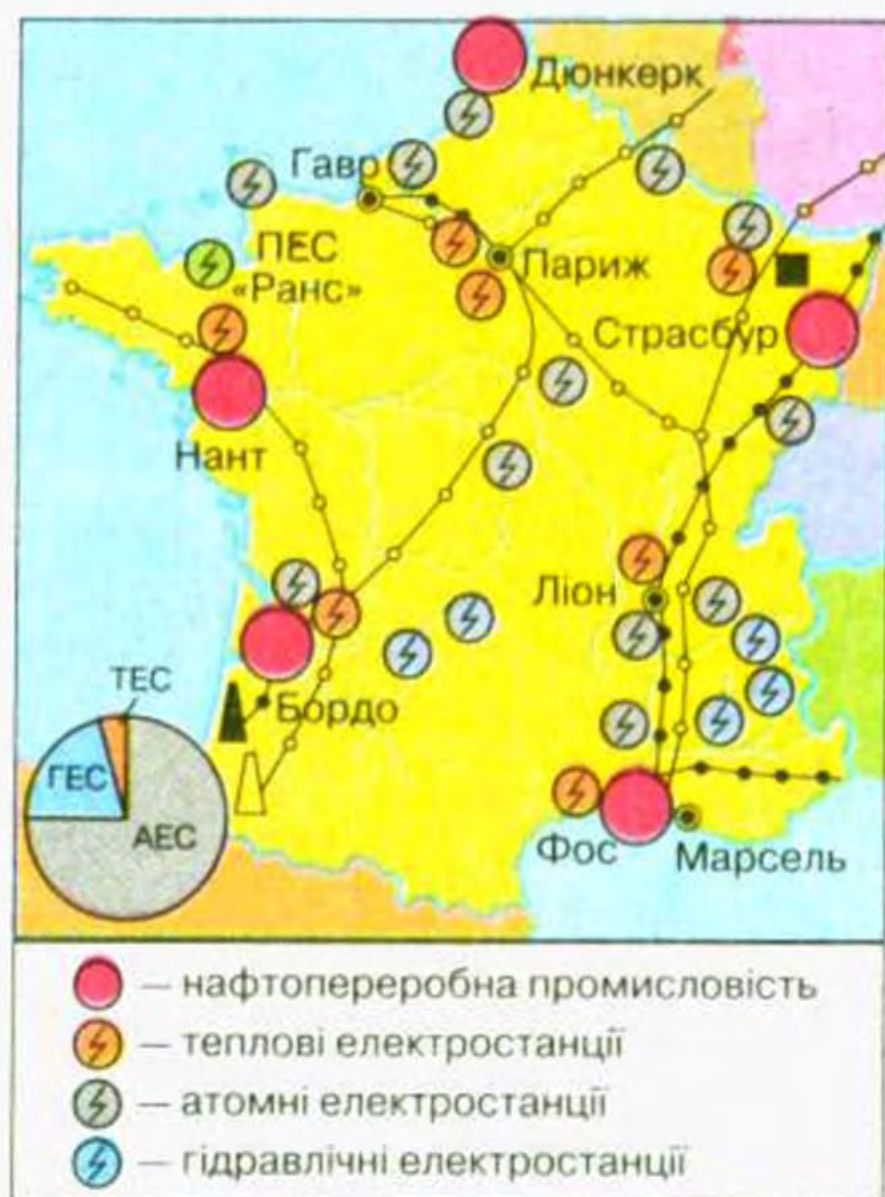 Дюнкерк
Гавр
ПЕС
«Ранс»
Париж
Страсбур
Нант
Ліон
ТЕС
Бордо
ГЕС
АЕС
Фос
Марсель
— нафтопереробна промисловість
— теплові електростанції
— атомні електростанції
— гідравлічні електростанції